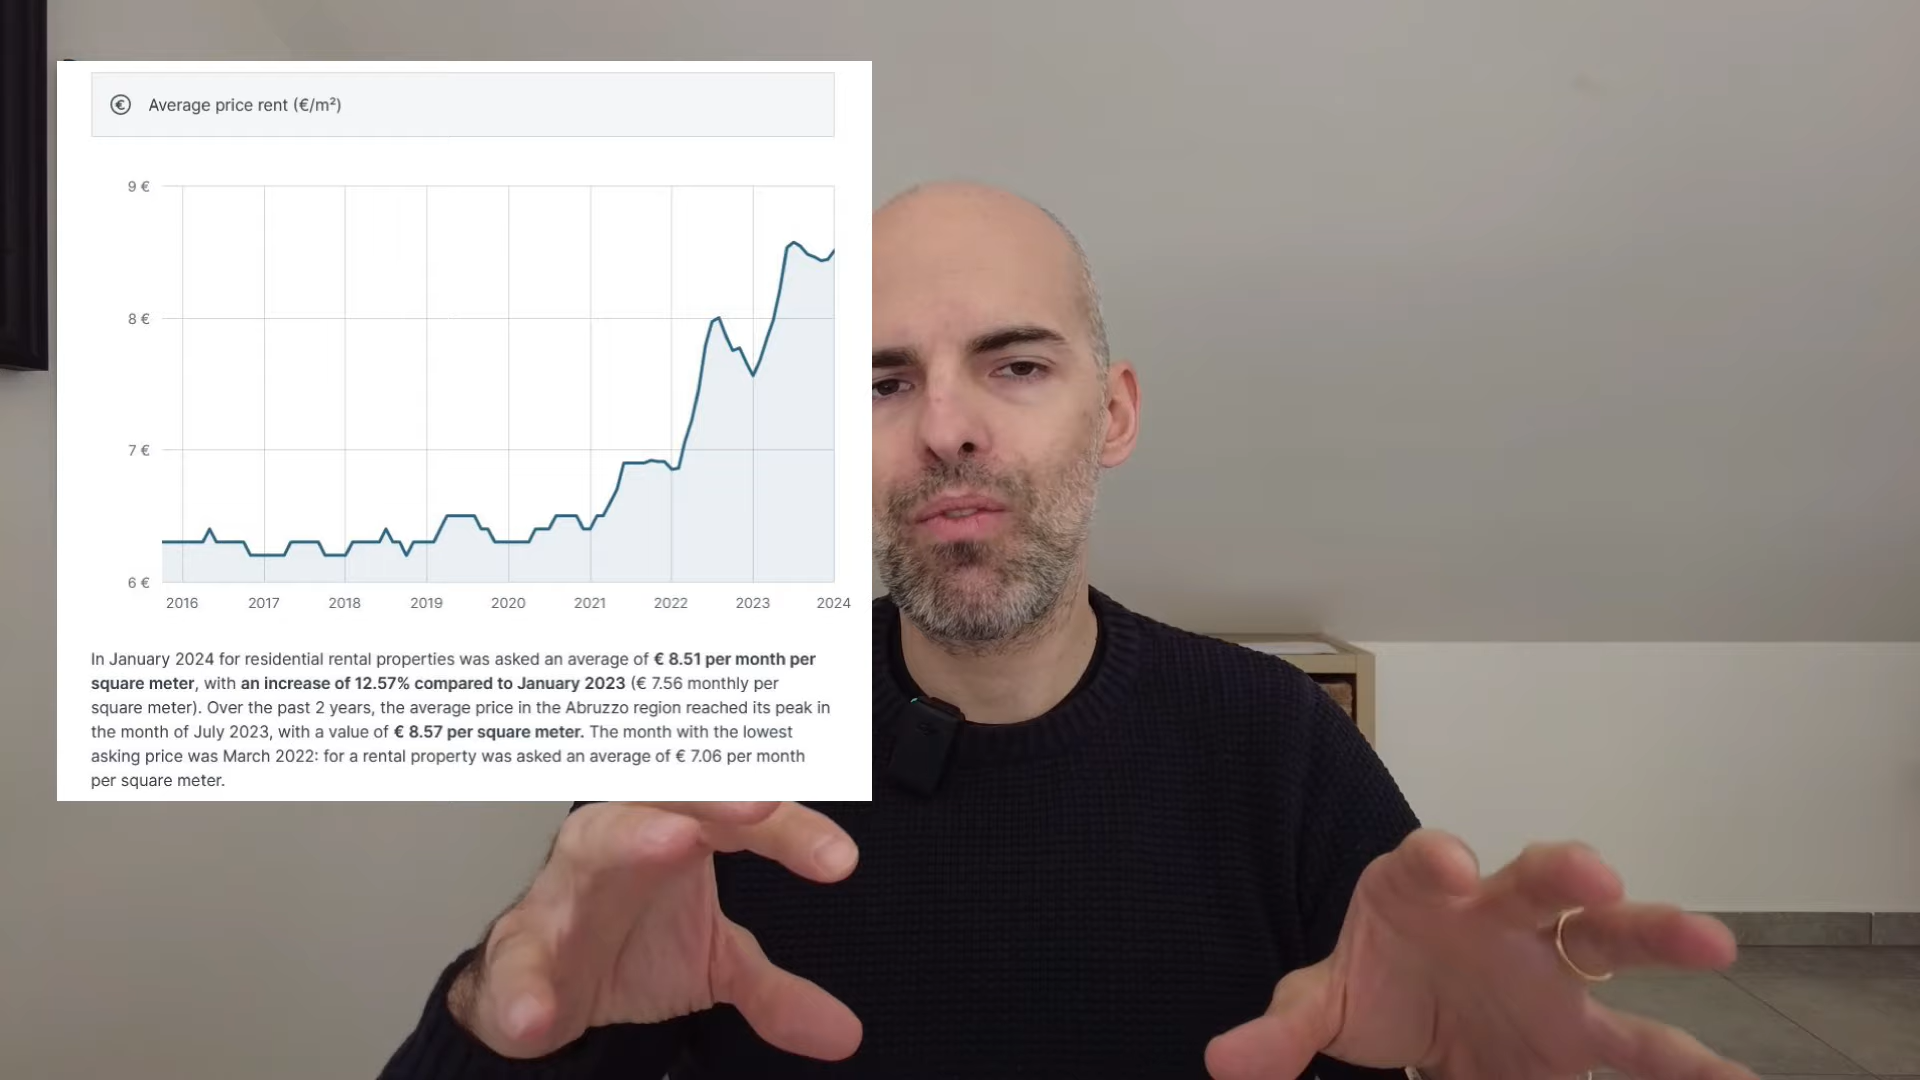 Average price rent (€/m²)
9 €
8 €
7 €
6 €
2016 2017 2018 2019 2020 2021 2022 2023 2024
In January 2024 for residential rental properties was asked an average of € 8.51 per month per
square meter, with an increase of 12.57% compared to January 2023 (€ 7.56 monthly per
square meter). Over the past 2 years, the average price in the Abruzzo region reached its peak in
the month of July 2023, with a value of € 8.57 per square meter. The month with the lowest
asking price was March 2022: for a rental property was asked an average of € 7.06 per month
per square meter.